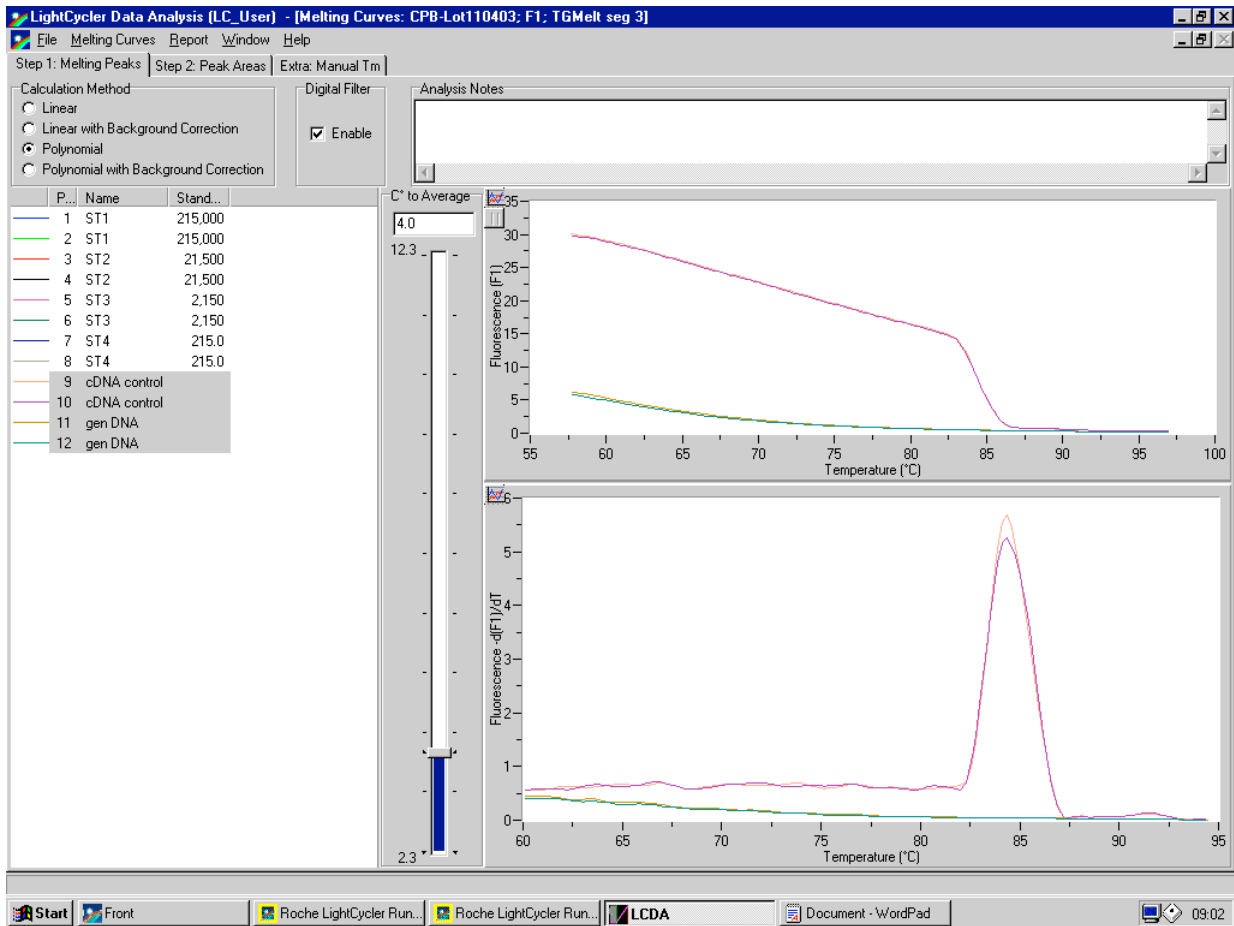 LightCycler Data Analysis (LC_User) - [Melting Curves: CPB-Lot110403; F1; TGMelt seg 3]
File Melting Curves Report Window Help
Step 1: Melting Peaks Step 2: Peak Areas Extra: Manual Tm
Calculation Method
Linear
Linear with Background Correction
Polynomial
Polynomial with Background Correction
Digital Filter
Enable
Analysis Notes
P... Name Stand...
1 ST1 215,000
2 ST1 215,000
3 ST2 21,500
4 ST2 21,500
5 ST3 2,150
6 ST3 2,150
7 ST4 215.0
8 ST4 215.0
9 cDNA control
10 cDNA control
11 gen DNA
12 gen DNA
C° to Average
4.0
12.3
2.3
Fluorescence (F1)
35
30
25
20
15
10
5
0
55 60 65 70 75 80 85 90 95 100
Temperature (°C)
Fluorescence -d(F1)/dT
6
5
4
3
2
1
0
60 65 70 75 80 85 90 95
Temperature (°C)
Start Front Roche LightCycler Run... Roche LightCycler Run... LCDA Document - WordPad 09:02